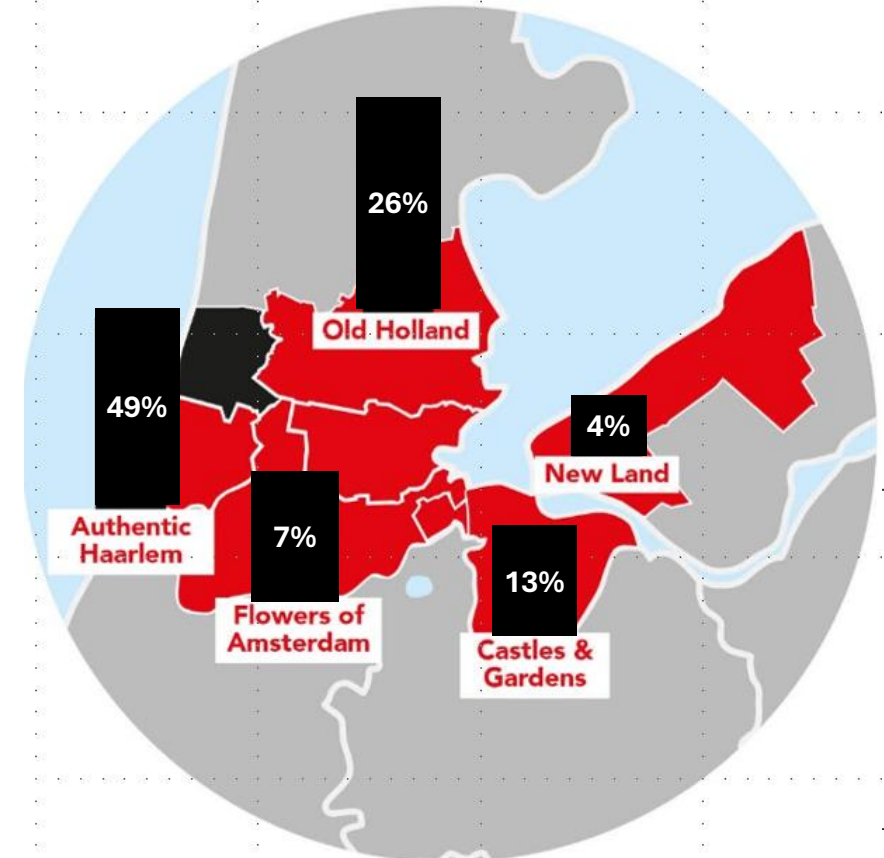 26%
Old Holland
49%
Authentic
Haarlem
4%
New Land
7%
Flowers of
Amsterdam
13%
Castles &
Gardens